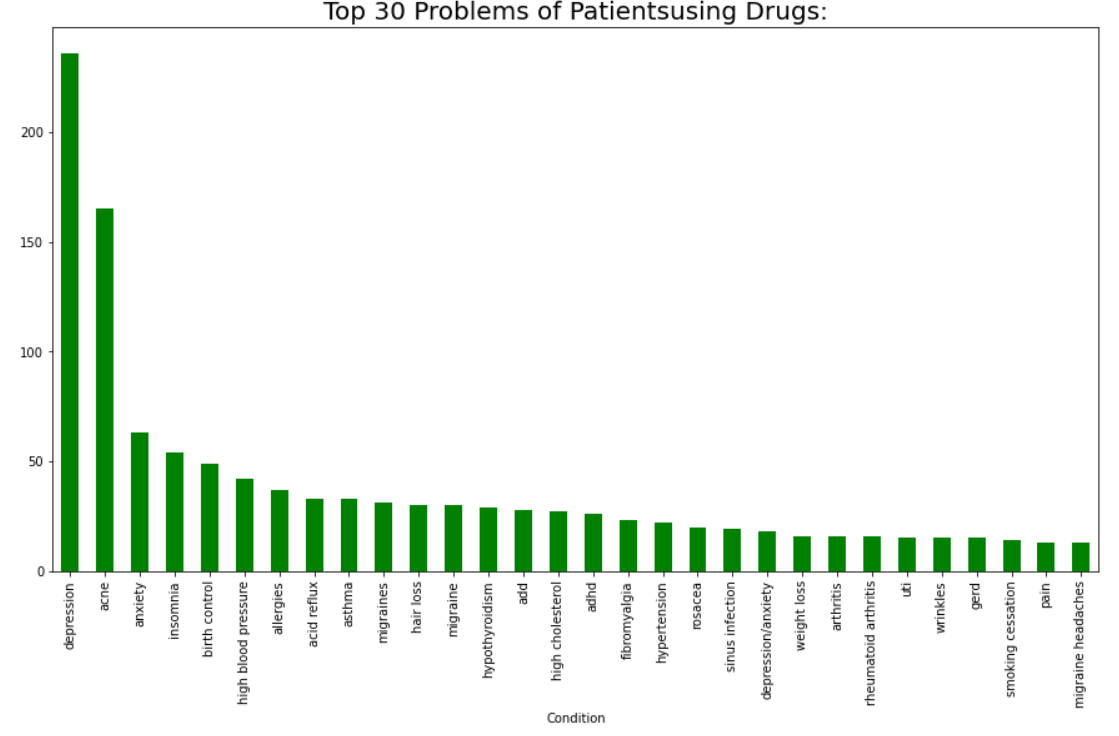 Top 30 Problems of Patientsusing Drugs:
200
150
100
50
0
depression
acne
anxiety
insomnia
birth control
high blood pressure
allergies
acid reflux
asthma
migraines
hair loss
migraine
hypothyroidism
add
high cholesterol
adhd
fibromyalgia
hypertension
rosacea
sinus infection
depression/anxiety
weight loss
arthritis
rheumatoid arthritis
uti
wrinkles
gerd
smoking cessation
pain
migraine headaches
Condition